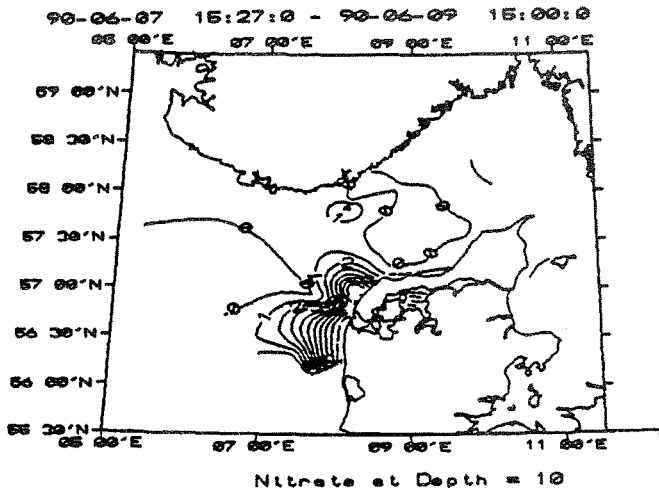 90-06-07 15:27:0 - 90-06-09 15:00:0
05 00'E 07 00'E 09 00'E 11 00'E
59 00'N
58 30'N
58 00'N
57 30'N
57 00'N
56 30'N
56 00'N
55 30'N
05 00'E 07 00'E 09 00'E 11 00'E
Nitrate at Depth = 10